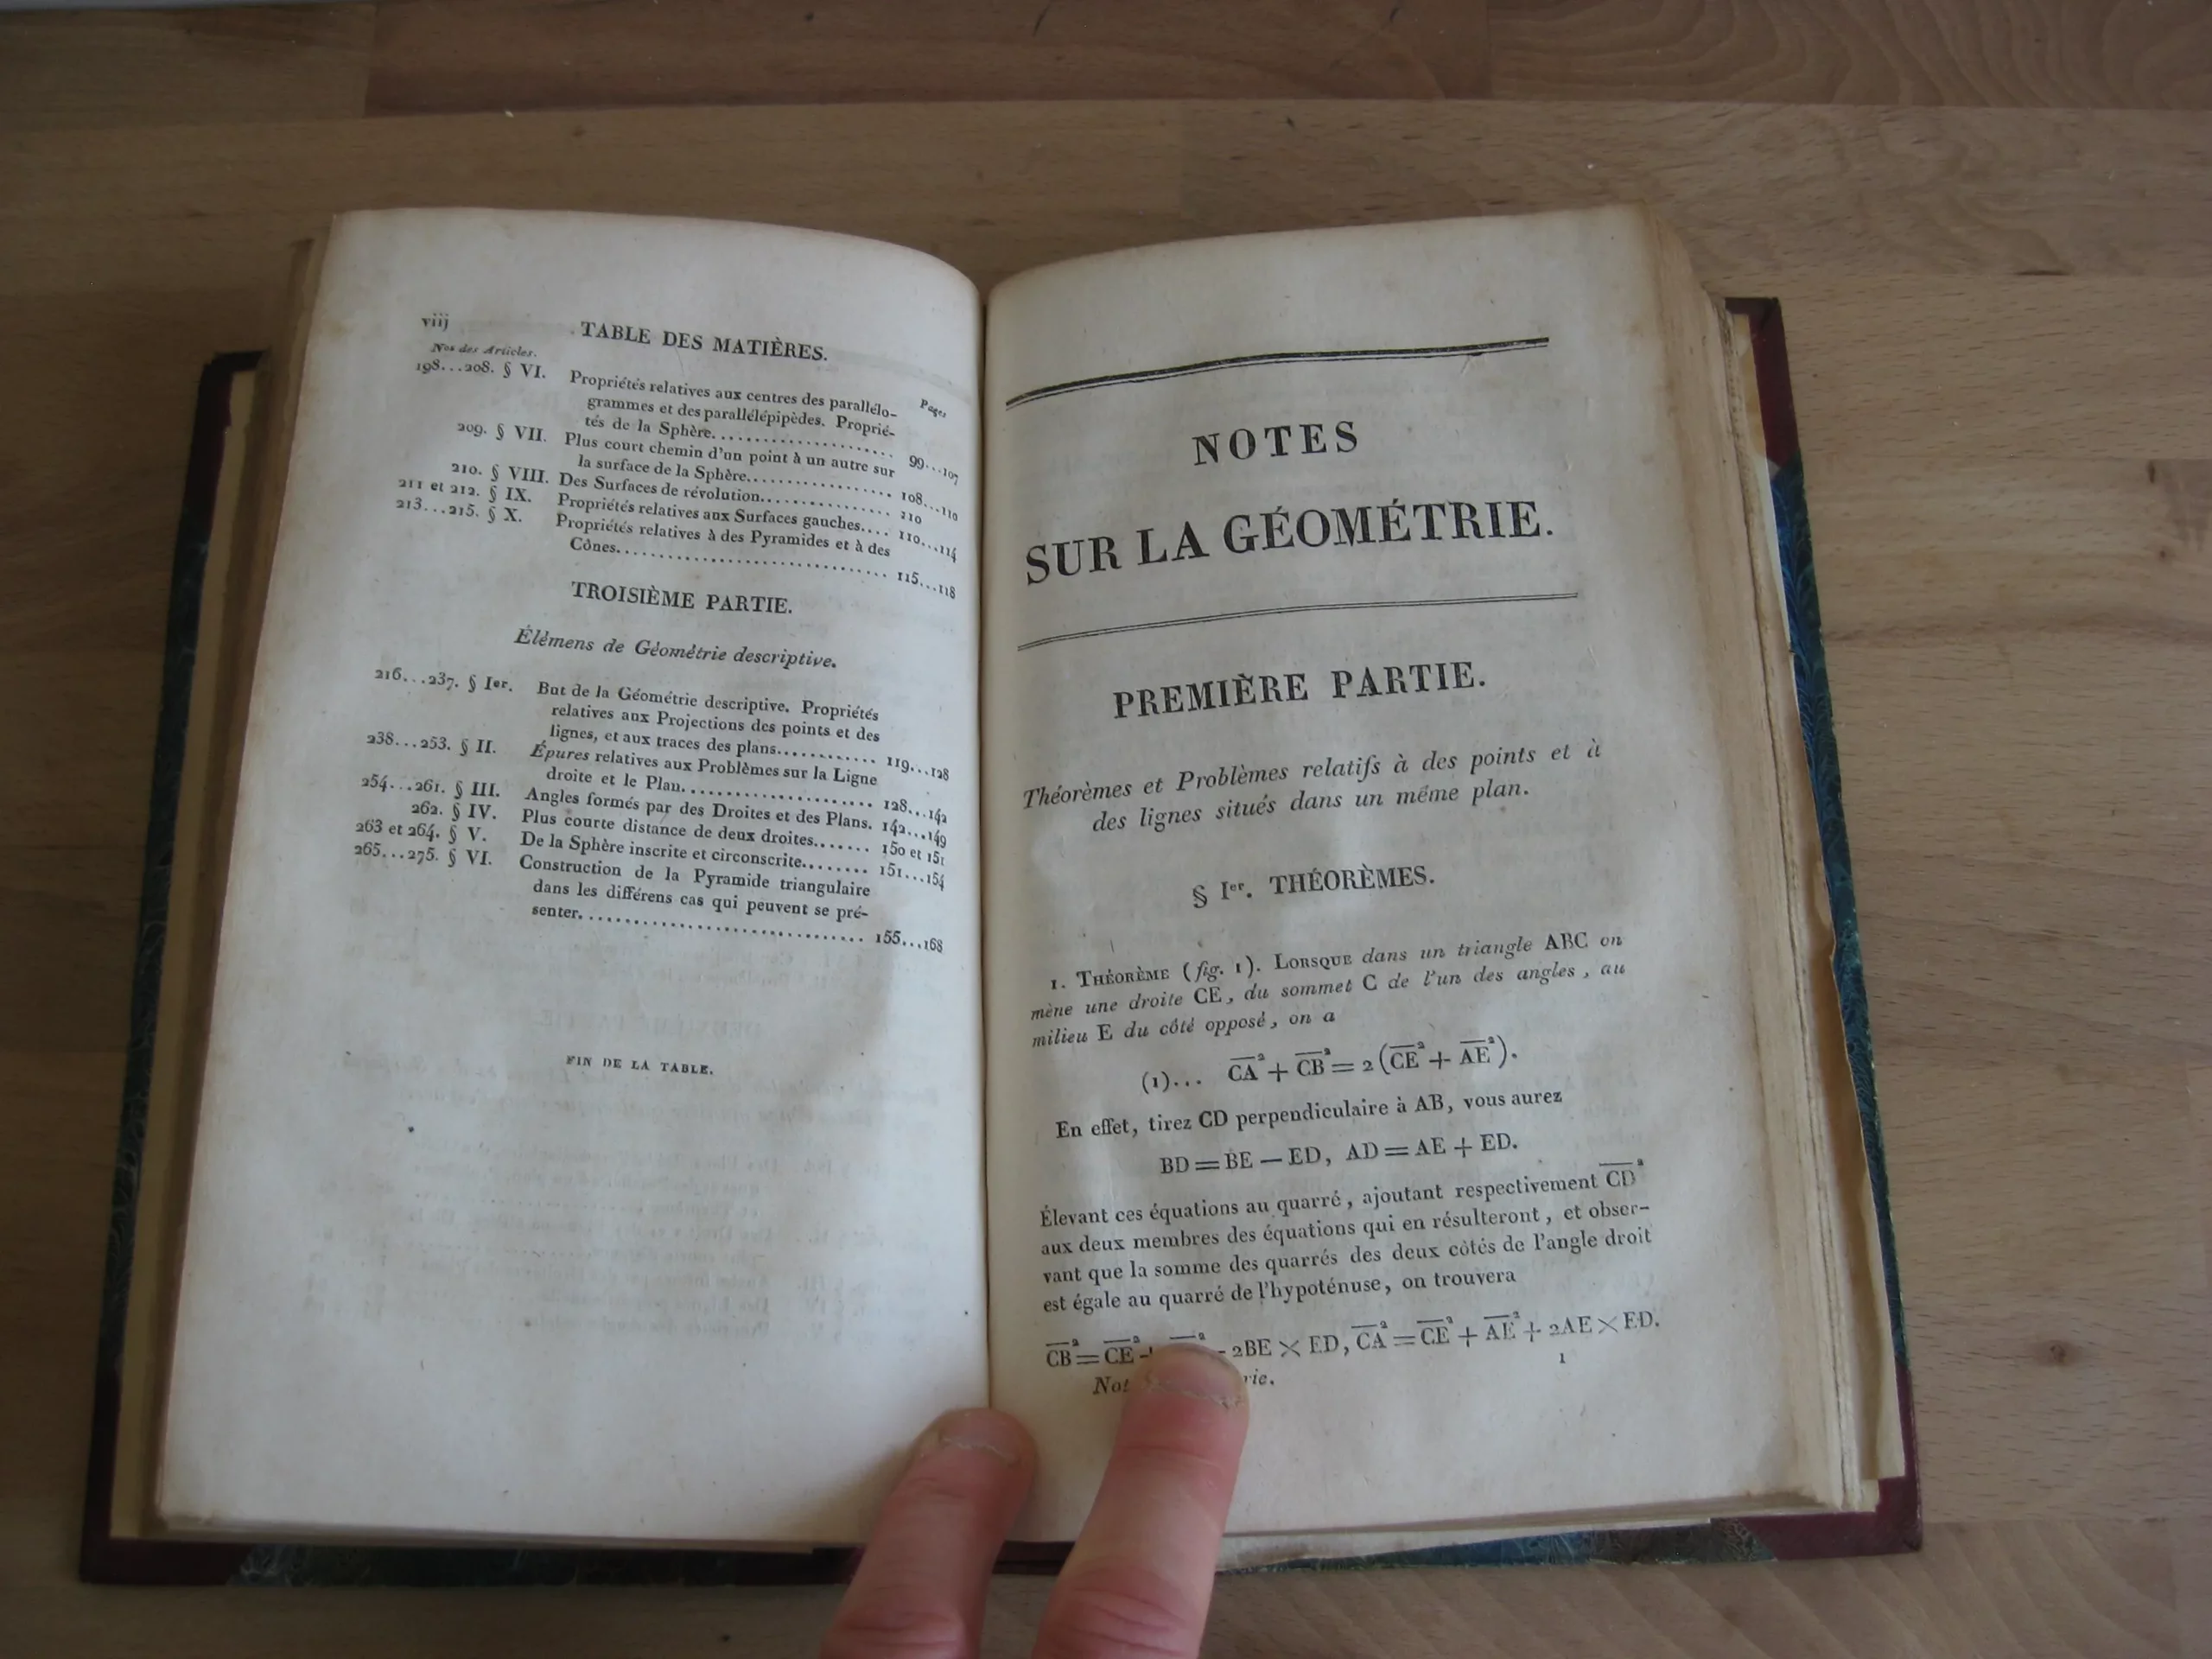 viij
TABLE DES MATIÈRES.
Nos des Articles.
Pages
198...208. § VI. Propriétés relatives aux centres des parallélo-
grammes et des parallélépipèdes. Proprié-
tés de la Sphère.................... 99...107
209. § VII. Plus court chemin d'un point à un autre sur
la surface de la Sphère................ 108...110
210. § VIII. Des Surfaces de révolution................ 110
211 et 212. § IX. Propriétés relatives aux Surfaces gauches.... 110...114
213...215. § X. Propriétés relatives à des Pyramides et à des
Cônes................................ 115...118
TROISIÈME PARTIE.
Élémens de Géométrie descriptive.
216...237. § Ier. But de la Géométrie descriptive. Propriétés
relatives aux Projections des points et des
lignes, et aux traces des plans........... 119...128
238...253. § II. Épures relatives aux Problèmes sur la Ligne
droite et le Plan...................... 128...142
254...261. § III. Angles formés par des Droites et des Plans. 142...149
262. § IV. Plus courte distance de deux droites....... 150 et 151
263 et 264. § V. De la Sphère inscrite et circonscrite........ 151...154
265...275. § VI. Construction de la Pyramide triangulaire
dans les différens cas qui peuvent se pré-
senter................................ 155...168
FIN DE LA TABLE.
NOTES
SUR LA GÉOMÉTRIE.
PREMIÈRE PARTIE.
Théorèmes et Problèmes relatifs à des points et à
des lignes situés dans un même plan.
§ Ier. THÉORÈMES.
1. THÉORÈME (fig. 1). LORSQUE dans un triangle ABC on
mène une droite CE, du sommet C de l'un des angles, au
milieu E du côté opposé, on a
(1)... C͞A² + C͞B² = 2 (C͞E² + A͞E²).
En effet, tirez CD perpendiculaire à AB, vous aurez
BD = BE — ED, AD = AE + ED.
Élevant ces équations au quarré, ajoutant respectivement C͞D²
aux deux membres des équations qui en résulteront, et obser-
vant que la somme des quarrés des deux côtés de l'angle droit
est égale au quarré de l'hypoténuse, on trouvera
C͞B² = C͞E² + ² - 2BE × ED, C͞A² = C͞E² + A͞E² + 2AE × ED.
Not rie. 1